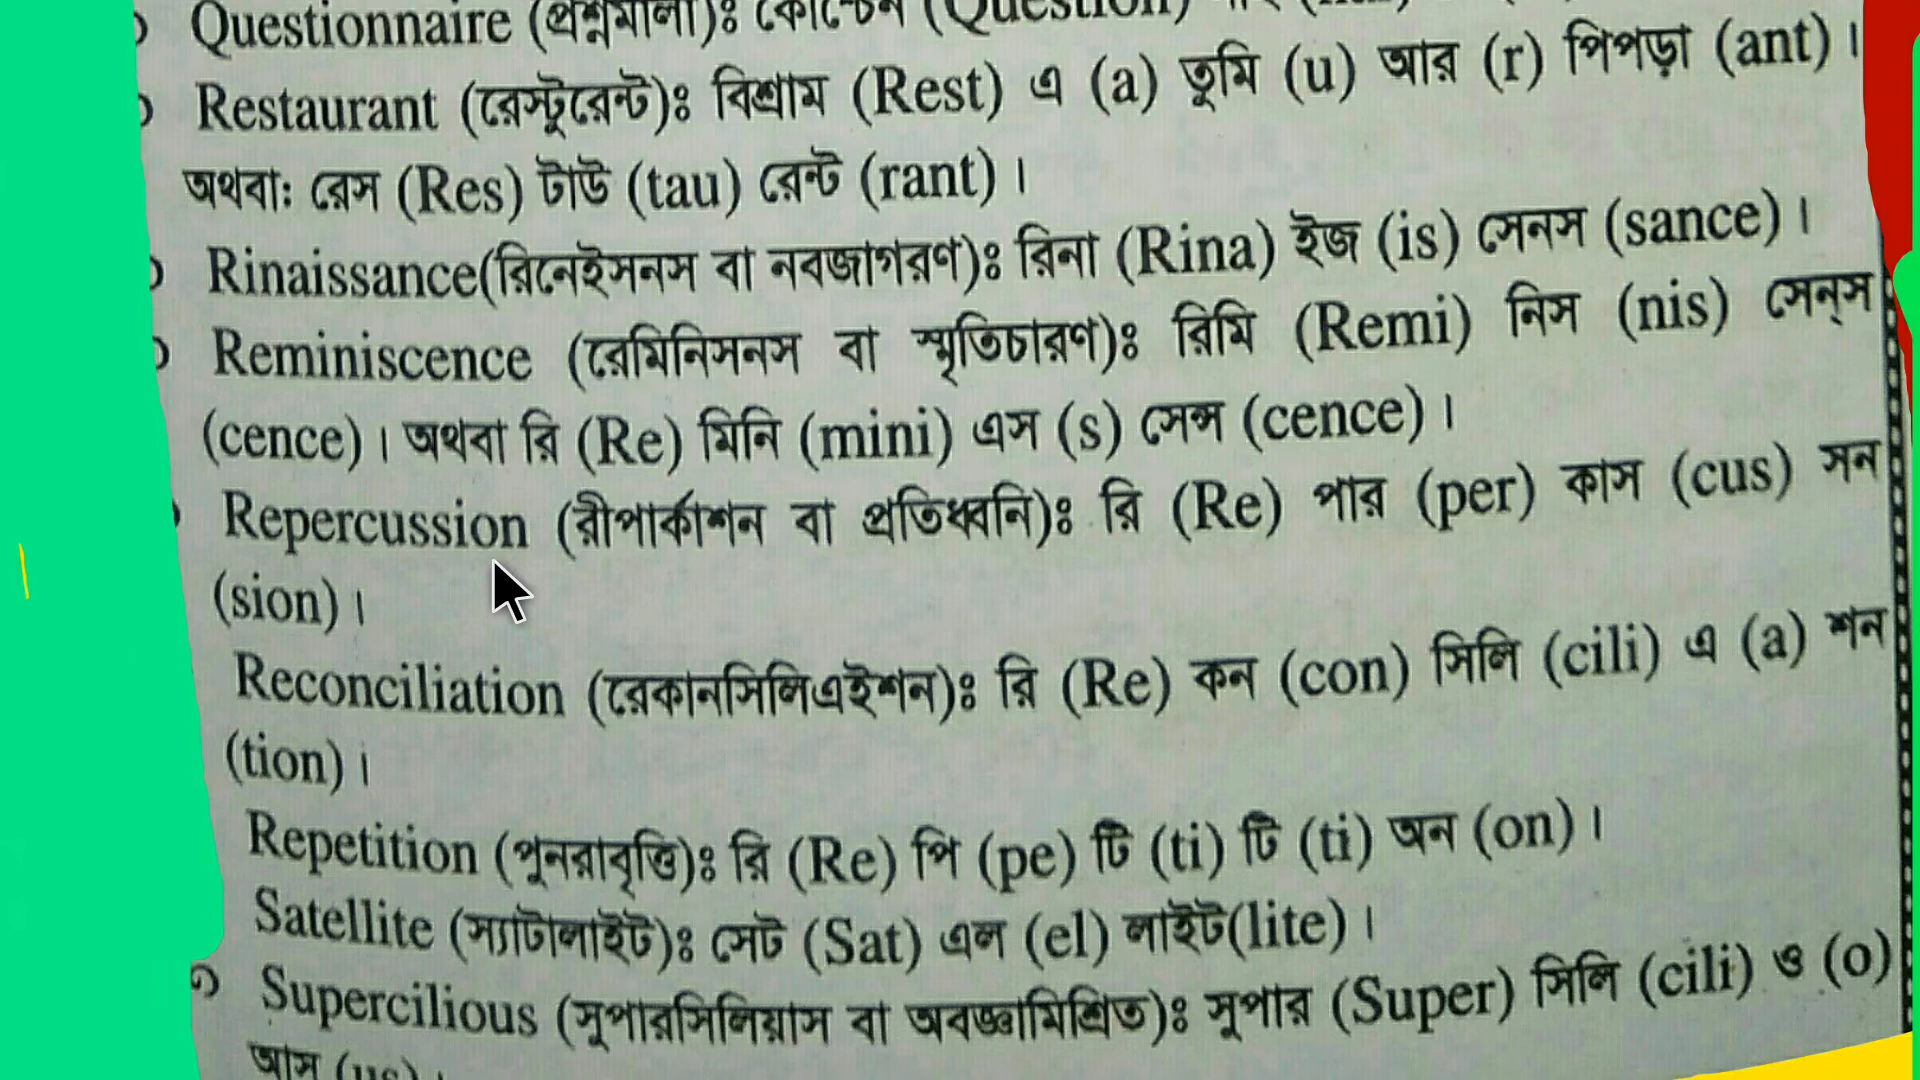 Questionnaire (প্রশ্নমালা)ঃ কোশ্চেন (Question)
Restaurant (রেস্টুরেন্ট)ঃ বিশ্রাম (Rest) এ (a) তুমি (u) আর (r) পিপড়া (ant)।
অথবাঃ রেস (Res) টাউ (tau) রেন্ট (rant)।
Rinaissance(রিনেইসনস বা নবজাগরণ)ঃ রিনা (Rina) ইজ (is) সেনস (sance)।
Reminiscence (রেমিনিসনস বা স্মৃতিচারণ)ঃ রিমি (Remi) নিস (nis) সেন্স
(cence)। অথবা রি (Re) মিনি (mini) এস (s) সেন্স (cence)।
Repercussion (রীপার্কাশন বা প্রতিধ্বনি)ঃ রি (Re) পার (per) কাস (cus) সন
(sion)।
Reconciliation (রেকানসিলিএইশন)ঃ রি (Re) কন (con) সিলি (cili) এ (a) শন
(tion)।
Repetition (পুনরাবৃত্তি)ঃ রি (Re) পি (pe) টি (ti) টি (ti) অন (on)।
Satellite (স্যাটালাইট)ঃ সেট (Sat) এল (el) লাইট(lite)।
Supercilious (সুপারসিলিয়াস বা অবজ্ঞামিশ্রিত)ঃ সুপার (Super) সিলি (cili) ও (o)
আস (us)।